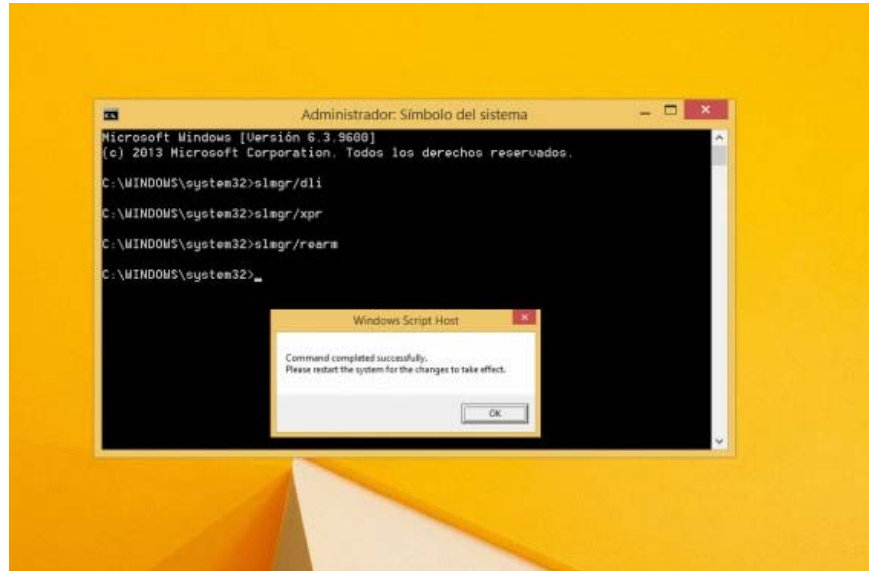 Administrador: Símbolo del sistema
Microsoft Windows [Versión 6.3.9600]
(c) 2013 Microsoft Corporation. Todos los derechos reservados.
C:\WINDOWS\system32>slmgr/dli
C:\WINDOWS\system32>slmgr/xpr
C:\WINDOWS\system32>slmgr/rearm
C:\WINDOWS\system32>_
Windows Script Host
Command completed successfully.
Please restart the system for the changes to take effect.
OK